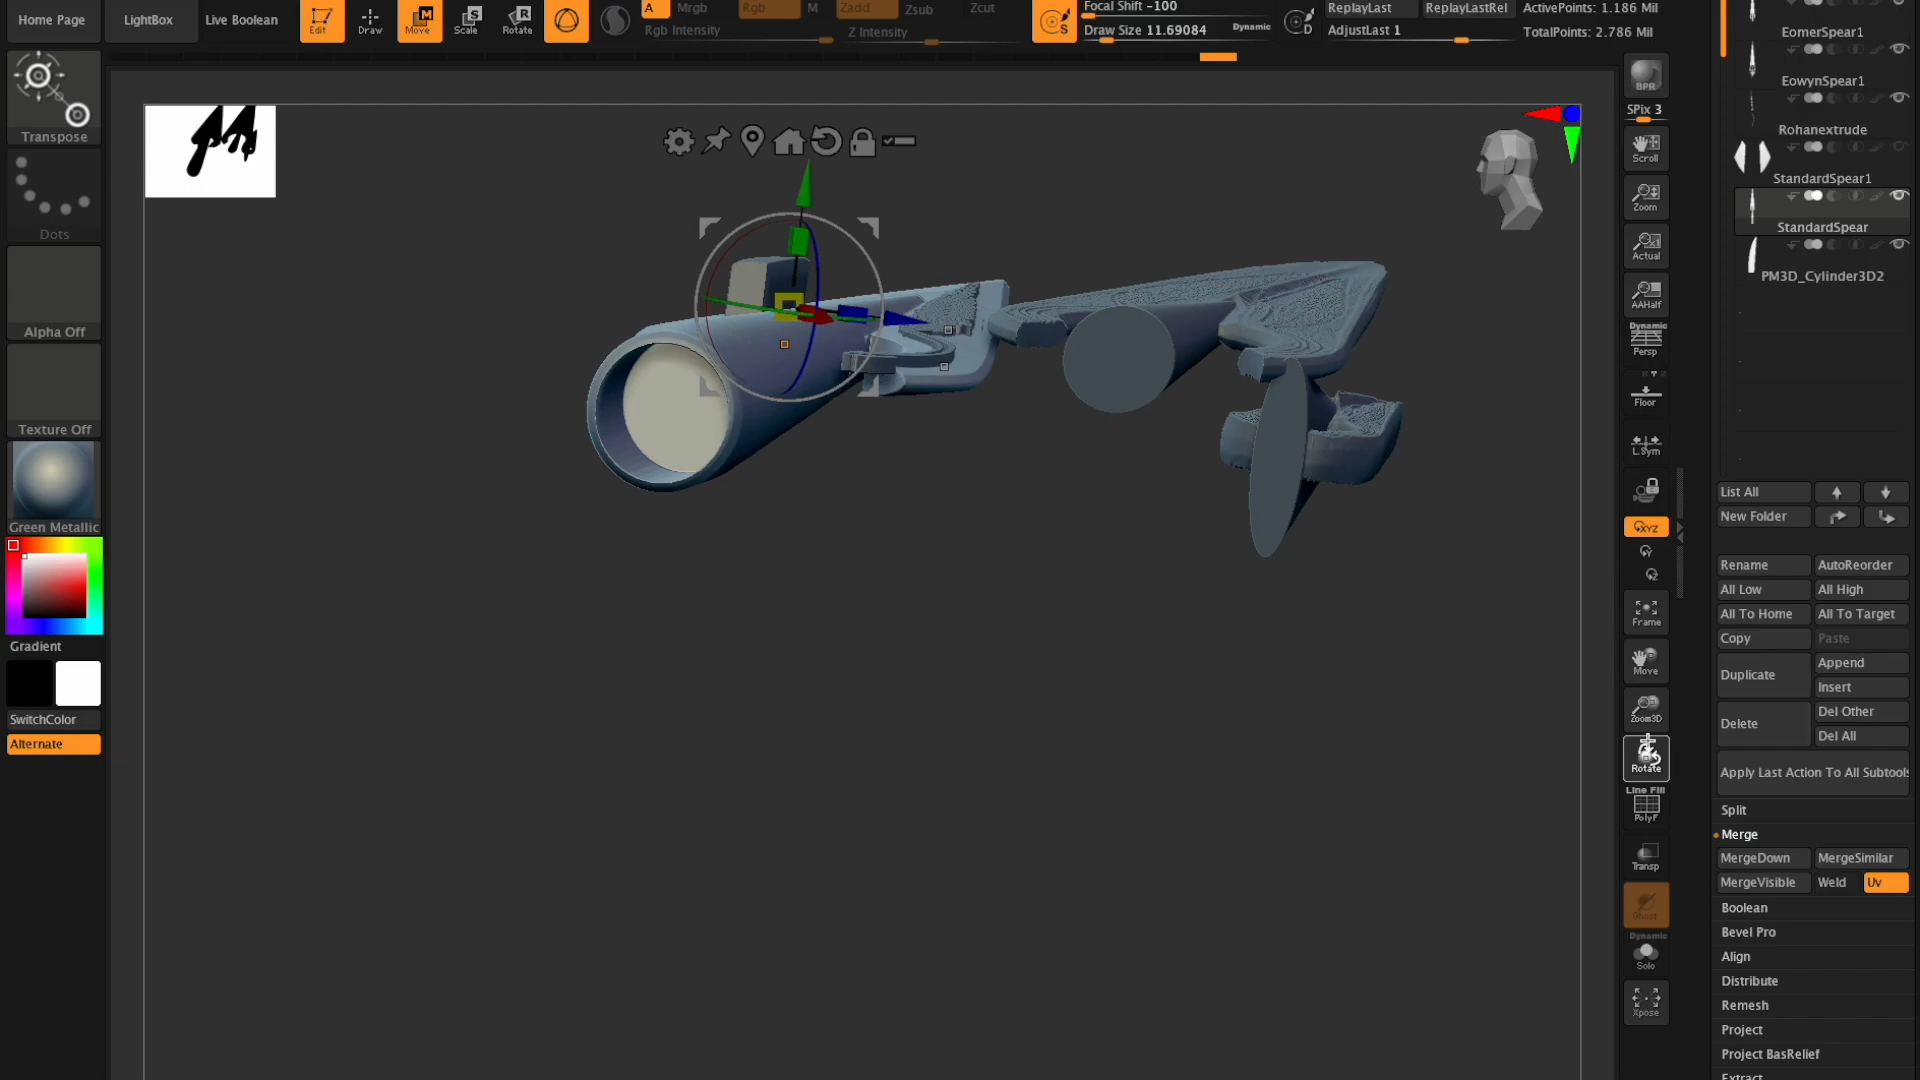 Home Page LightBox Live Boolean Edit Draw Move Scale Rotate A Mrgb Rgb M Zadd Zsub Zcut Focal Shift -100 ReplayLast ReplayLastRel ActivePoints: 1.186 Mil
Rgb Intensity Z Intensity Draw Size 11.69084 Dynamic AdjustLast 1 TotalPoints: 2.786 Mil
Transpose
Dots
Alpha Off
Texture Off
Green Metallic
Gradient
SwitchColor
Alternate
BPR
SPix 3
Scroll
Zoom
Actual
AAHalf
Dynamic
Persp
Floor
L.Sym
XYZ
Y
Z
Frame
Move
Zoom3D
Rotate
Line Fill
PolyF
Transp
Ghost
Dynamic
Solo
Xpose
EomerSpear1
EowynSpear1
Rohanextrude
StandardSpear1
StandardSpear
PM3D_Cylinder3D2
List All
New Folder
Rename AutoReorder
All Low All High
All To Home All To Target
Copy Paste
Duplicate Append
Insert
Delete Del Other
Del All
Apply Last Action To All Subtools
Split
Merge
MergeDown MergeSimilar
MergeVisible Weld Uv
Boolean
Bevel Pro
Align
Distribute
Remesh
Project
Project BasRelief
Extract